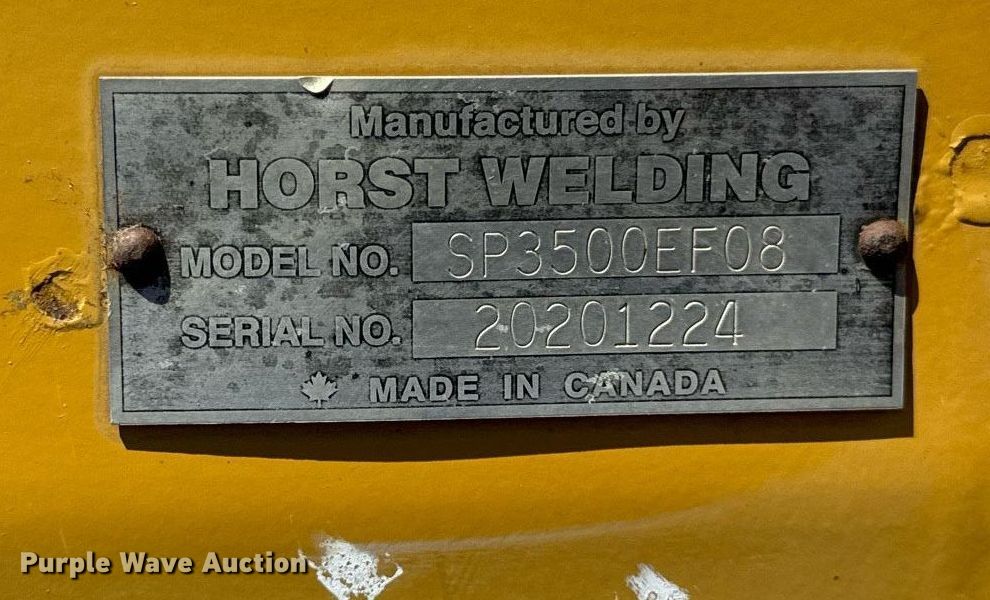 Manufactured by
HORST WELDING
MODEL NO. SP3500EF08
SERIAL NO. 20201224
MADE IN CANADA
Purple Wave Auction